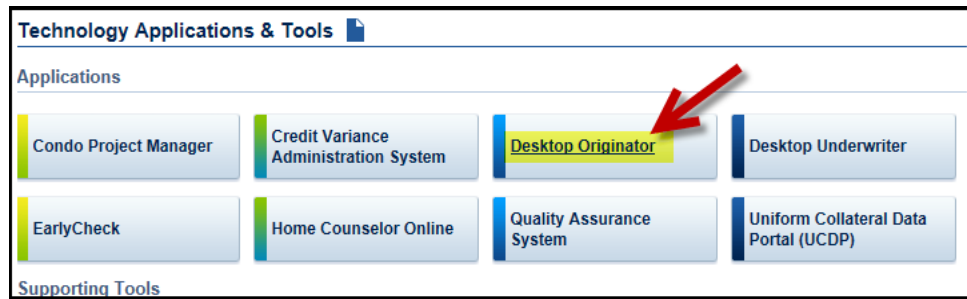 Technology Applications & Tools
Applications
Condo Project Manager
Credit Variance
Administration System
Desktop Originator
Desktop Underwriter
EarlyCheck
Home Counselor Online
Quality Assurance
System
Uniform Collateral Data
Portal (UCDP)
Supporting Tools